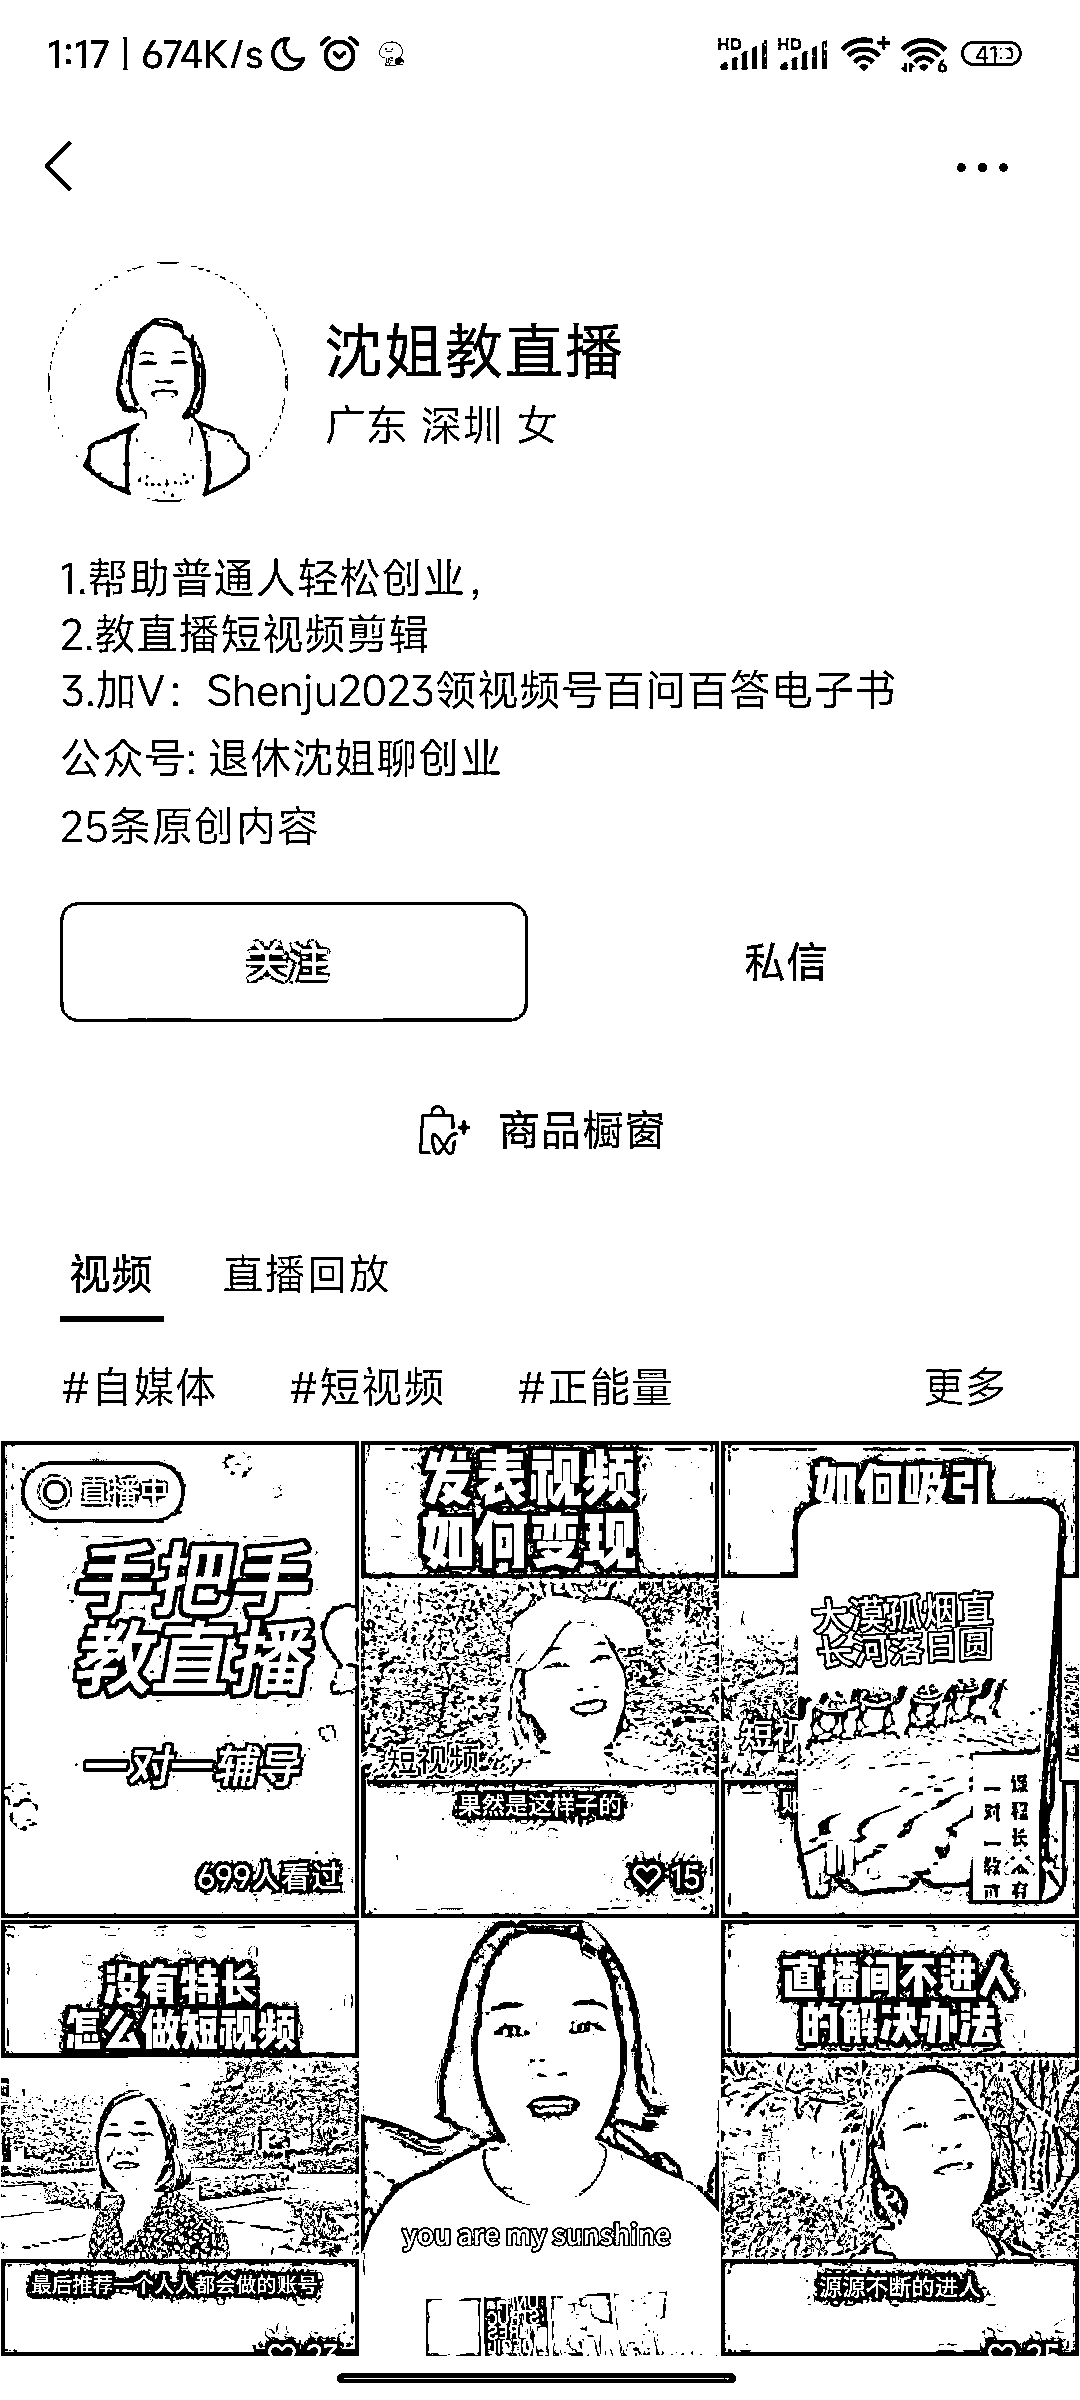 1:17 | 674K/s
HD HD 6 41
沈姐教直播
广东 深圳 女
1.帮助普通人轻松创业，
2.教直播短视频剪辑
3.加V：Shenju2023领视频号百问百答电子书
公众号: 退休沈姐聊创业
25条原创内容
关注 私信
商品橱窗
视频 直播回放
#自媒体 #短视频 #正能量 更多
直播中
手把手
教直播
一对一辅导
699人看过
发表视频
如何变现
短视频
果然是这样子的
15
如何吸引
大漠孤烟直
长河落日圆
短视
没有特长
怎么做短视频
最后推荐一个人人都会做的账号
23
you are my sunshine
直播间不进人
的解决办法
源源不断的进人
25